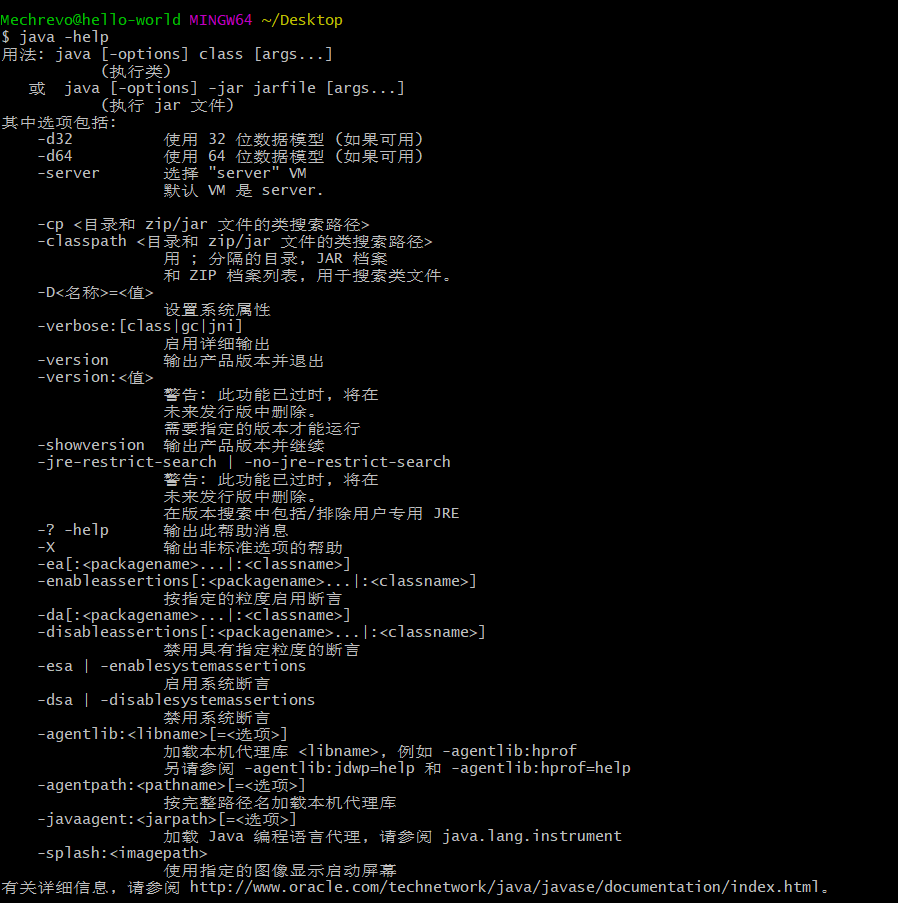 Mechrevo@hello-world MINGW64 ~/Desktop
$ java -help
用法: java [-options] class [args...]
(执行类)
或 java [-options] -jar jarfile [args...]
(执行 jar 文件)
其中选项包括:
-d32 使用 32 位数据模型 (如果可用)
-d64 使用 64 位数据模型 (如果可用)
-server 选择 "server" VM
默认 VM 是 server.
-cp <目录和 zip/jar 文件的类搜索路径>
-classpath <目录和 zip/jar 文件的类搜索路径>
用 ; 分隔的目录, JAR 档案
和 ZIP 档案列表, 用于搜索类文件。
-D<名称>=<值>
设置系统属性
-verbose:[class|gc|jni]
启用详细输出
-version 输出产品版本并退出
-version:<值>
警告: 此功能已过时, 将在
未来发行版中删除。
需要指定的版本才能运行
-showversion 输出产品版本并继续
-jre-restrict-search | -no-jre-restrict-search
警告: 此功能已过时, 将在
未来发行版中删除。
在版本搜索中包括/排除用户专用 JRE
-? -help 输出此帮助消息
-X 输出非标准选项的帮助
-ea[:<packagename>...|:<classname>]
-enableassertions[:<packagename>...|:<classname>]
按指定的粒度启用断言
-da[:<packagename>...|:<classname>]
-disableassertions[:<packagename>...|:<classname>]
禁用具有指定粒度的断言
-esa | -enablesystemassertions
启用系统断言
-dsa | -disablesystemassertions
禁用系统断言
-agentlib:<libname>[=<选项>]
加载本机代理库 <libname>, 例如 -agentlib:hprof
另请参阅 -agentlib:jdwp=help 和 -agentlib:hprof=help
-agentpath:<pathname>[=<选项>]
按完整路径名加载本机代理库
-javaagent:<jarpath>[=<选项>]
加载 Java 编程语言代理, 请参阅 java.lang.instrument
-splash:<imagepath>
使用指定的图像显示启动屏幕
有关详细信息, 请参阅 http://www.oracle.com/technetwork/java/javase/documentation/index.html。